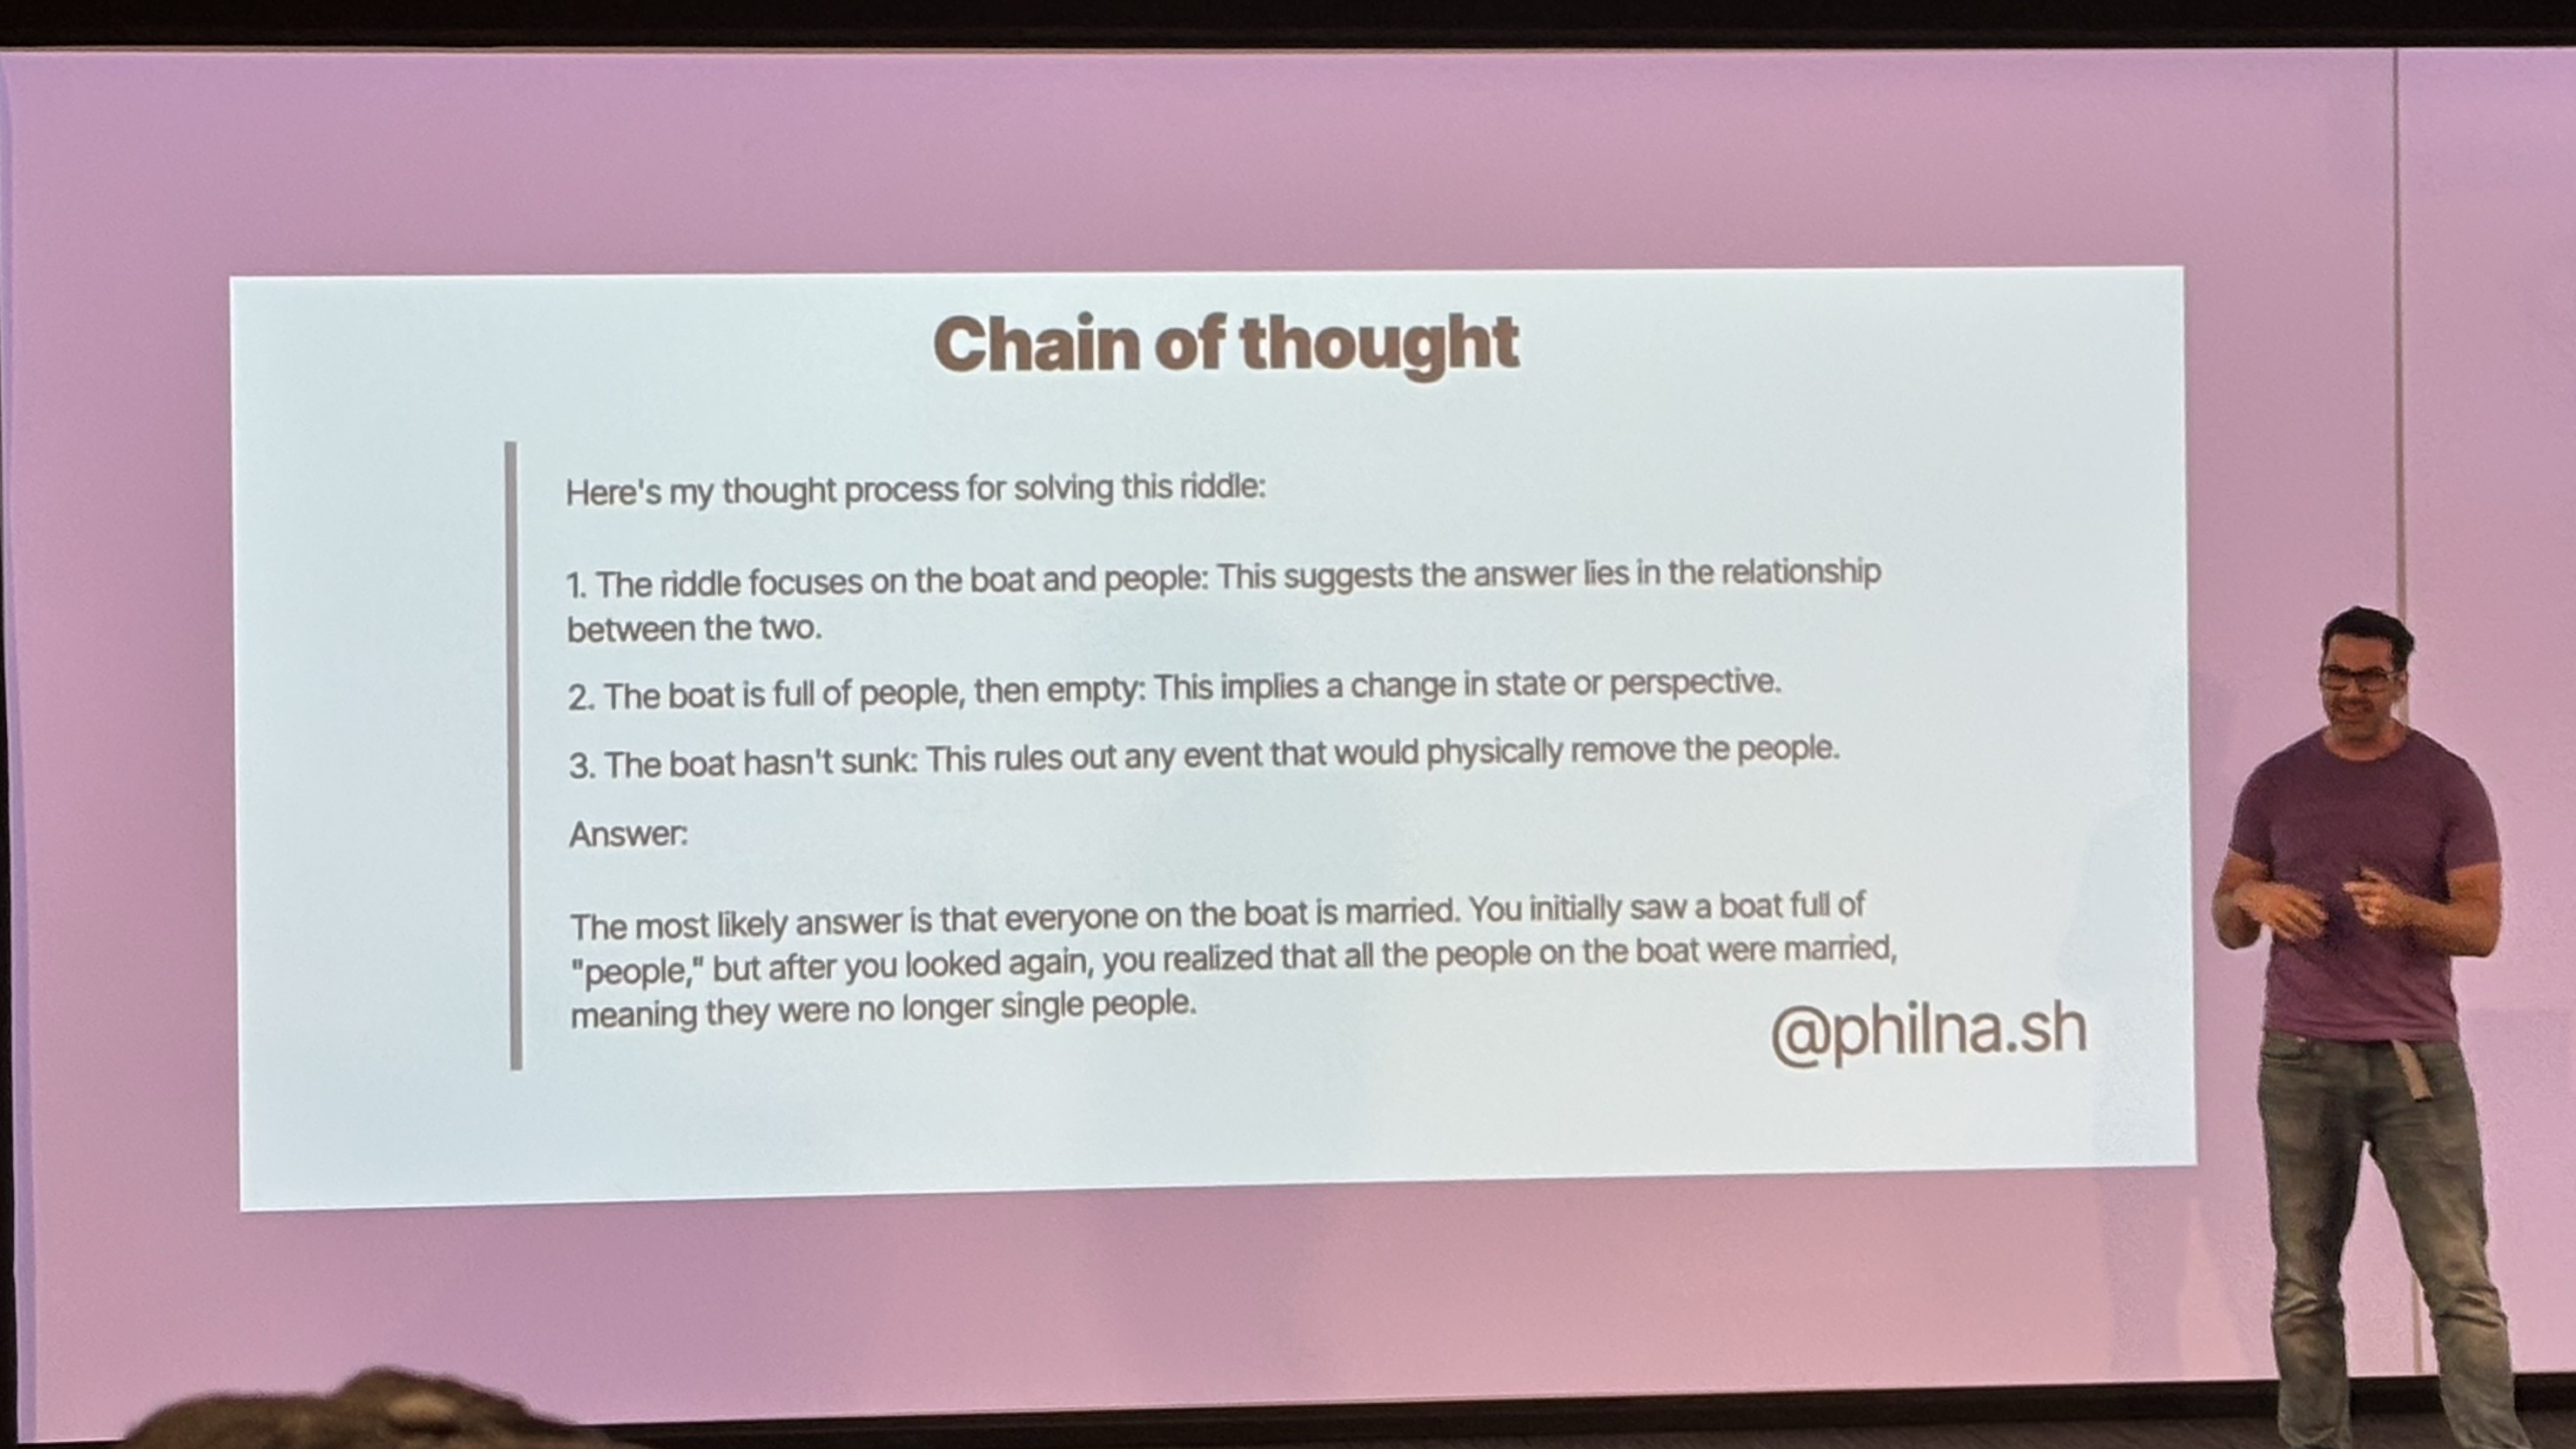 Chain of thought
Here's my thought process for solving this riddle:
1. The riddle focuses on the boat and people: This suggests the answer lies in the relationship
between the two.
2. The boat is full of people, then empty: This implies a change in state or perspective.
3. The boat hasn't sunk: This rules out any event that would physically remove the people.
Answer:
The most likely answer is that everyone on the boat is married. You initially saw a boat full of
"people," but after you looked again, you realized that all the people on the boat were married,
meaning they were no longer single people.
@philna.sh